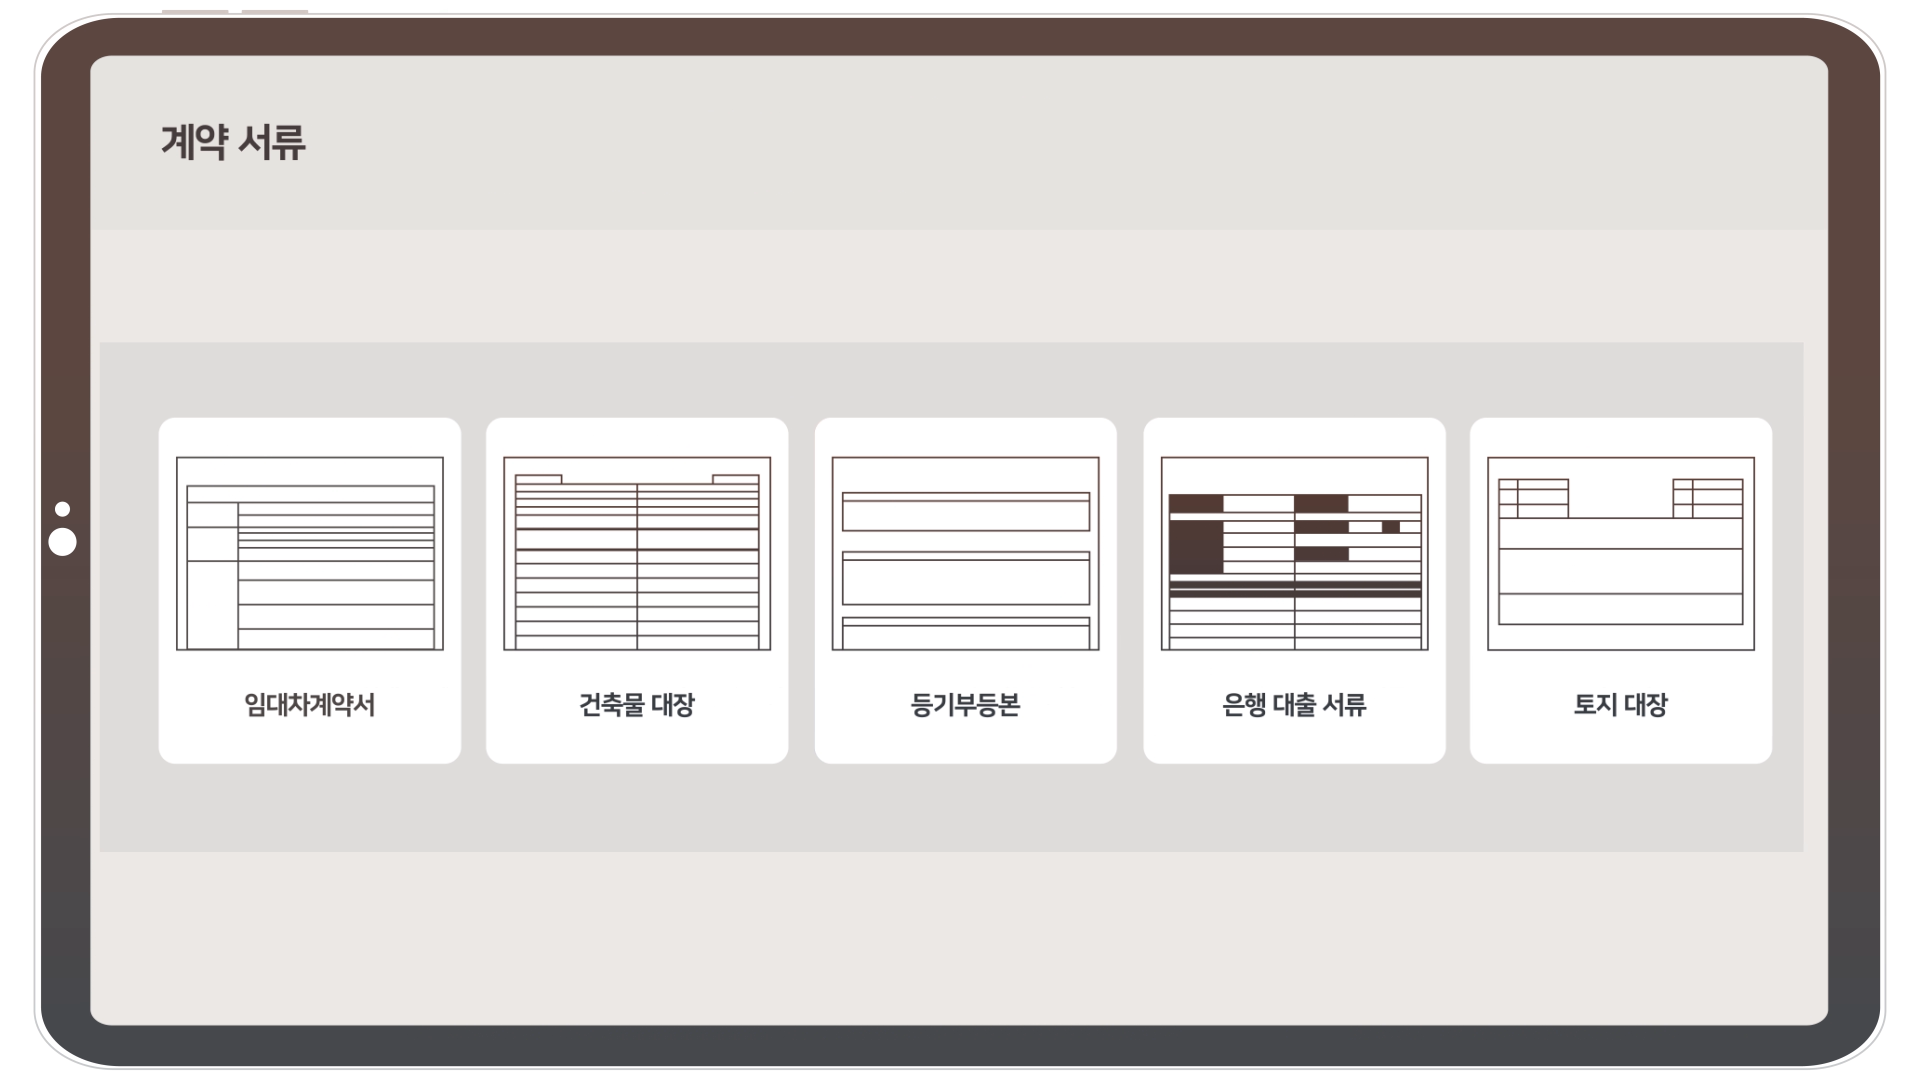 계약 서류
임대차계약서
건축물 대장
등기부등본
은행 대출 서류
토지 대장